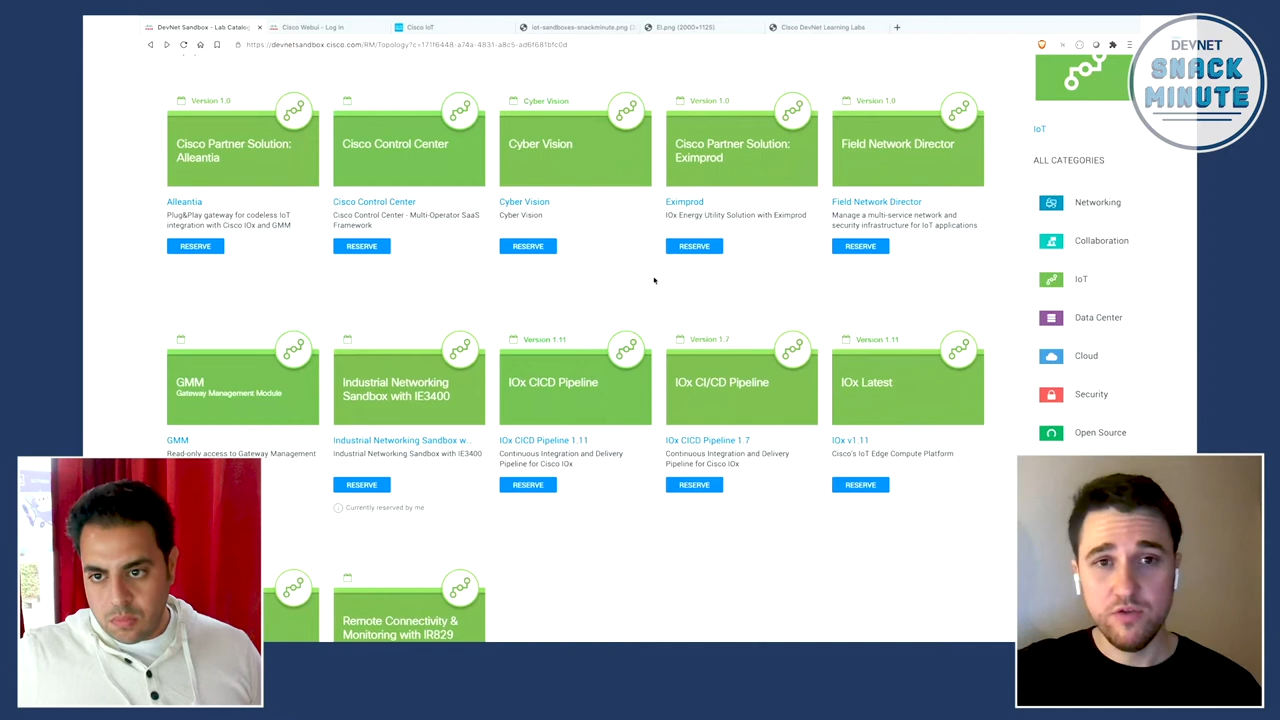 DevNet Sandbox - Lab Catalog
Cisco Webui - Log In
Cisco IoT
iot-sandboxes-snackminute.png (2
EI.png (2000×1125)
Cisco DevNet Learning Labs
DEVNET
SNACK
MINUTE
IoT
ALL CATEGORIES
Networking
Collaboration
IoT
Data Center
Cloud
Security
Open Source
Version 1.0
Cyber Vision
Version 1.0
Version 1.0
Cisco Partner Solution:
Alleantia
Cisco Control Center
Cyber Vision
Cisco Partner Solution:
Eximprod
Field Network Director
Alleantia
Plug&Play gateway for codeless IoT
integration with Cisco IOx and GMM
RESERVE
Cisco Control Center
Cisco Control Center - Multi-Operator SaaS
Framework
RESERVE
Cyber Vision
Cyber Vision
RESERVE
Eximprod
IOx Energy Utility Solution with Eximprod
RESERVE
Field Network Director
Manage a multi-service network and
security infrastructure for IoT applications
RESERVE
Version 1.11
Version 1.7
Version 1.11
GMM
Gateway Management Module
Industrial Networking
Sandbox with IE3400
IOx CICD Pipeline
IOx CI/CD Pipeline
IOx Latest
GMM
Read-only access to Gateway Management
Industrial Networking Sandbox w...
Industrial Networking Sandbox with IE3400
RESERVE
Currently reserved by me
IOx CICD Pipeline 1.11
Continuous Integration and Delivery
Pipeline for Cisco IOx
RESERVE
IOx CICD Pipeline 1.7
Continuous Integration and Delivery
Pipeline for Cisco IOx
RESERVE
IOx v1.11
Cisco's IoT Edge Compute Platform
RESERVE
Remote Connectivity &
Monitoring with IR829